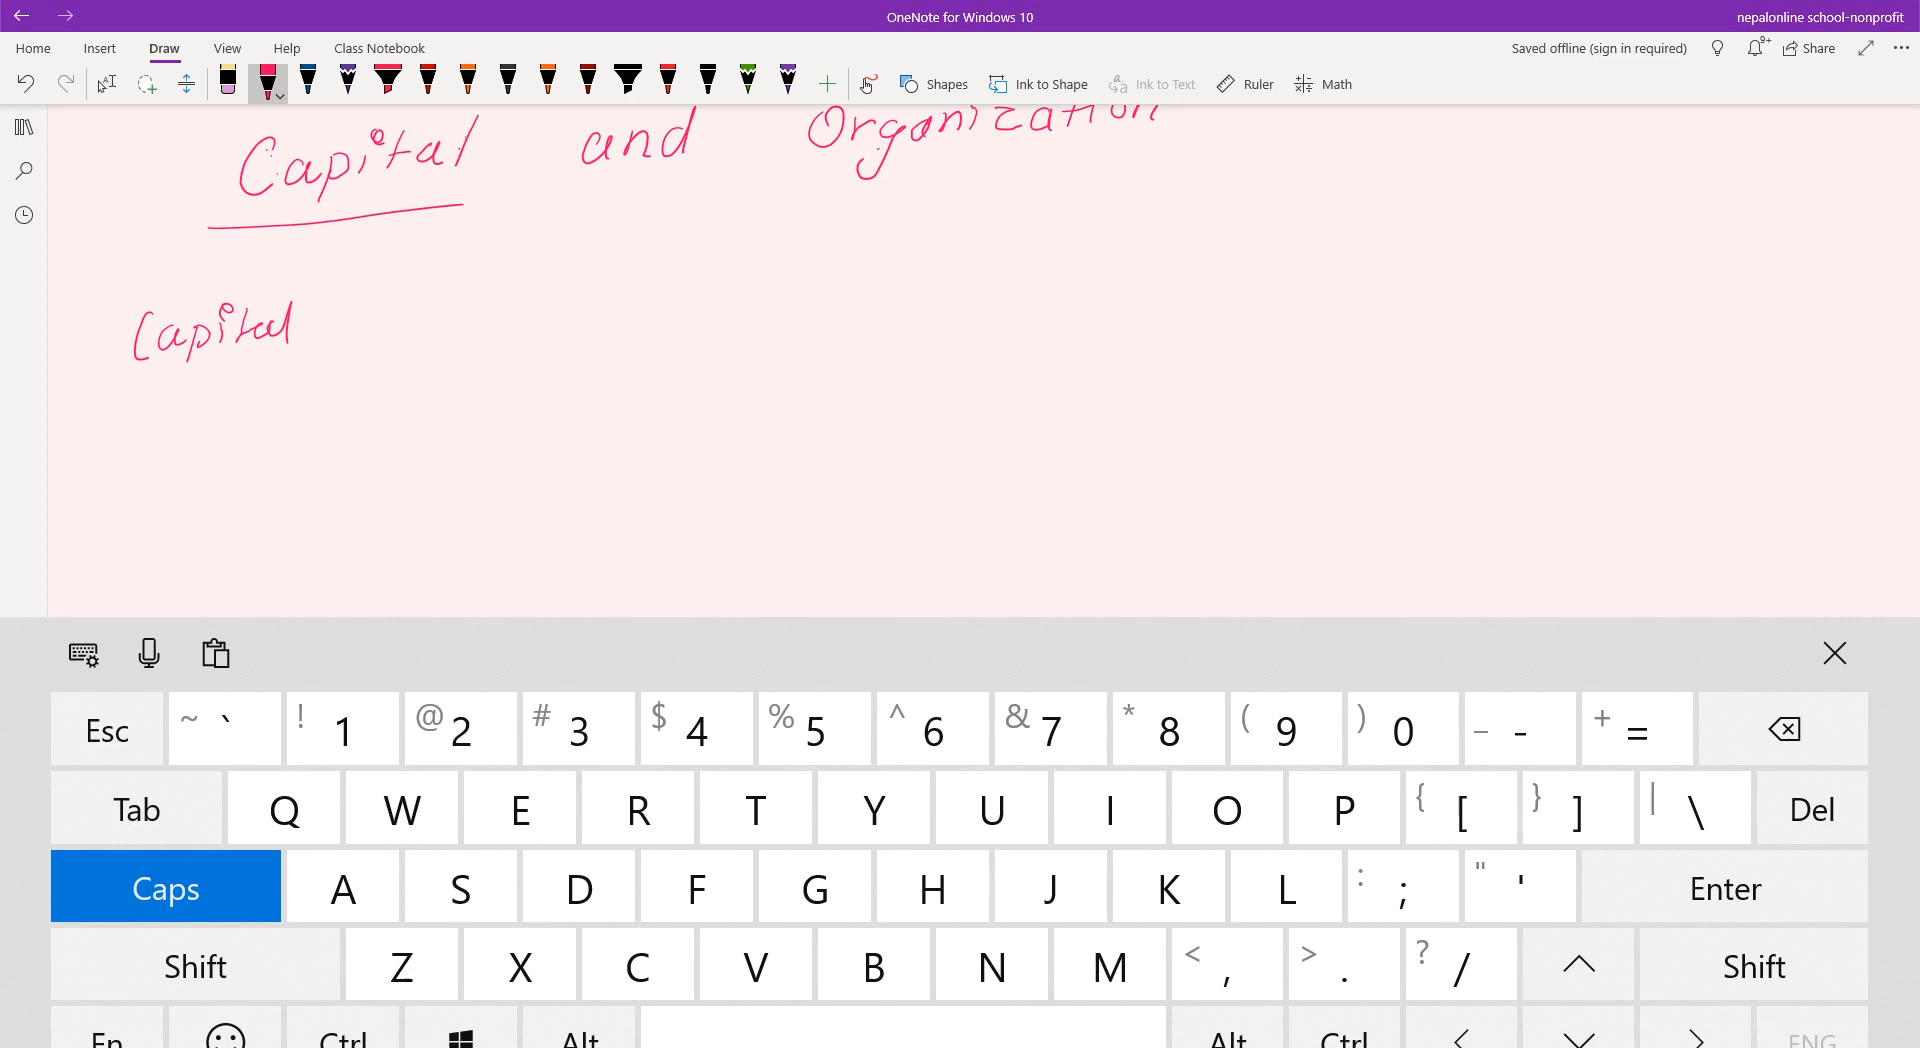 OneNote for Windows 10
nepalonline school-nonprofit
Home Insert Draw View Help Class Notebook
Saved offline (sign in required) 9+ Share
Shapes Ink to Shape Ink to Text Ruler Math
Capital and Organization
Capital
Esc ~ ` ! 1 @ 2 # 3 $ 4 % 5 ^ 6 & 7 * 8 ( 9 ) 0 _ - + =
Tab Q W E R T Y U I O P { [ } ] | \ Del
Caps A S D F G H J K L : ; " ' Enter
Shift Z X C V B N M < , > . ? / Shift
Fn Ctrl Alt Alt Ctrl ENG